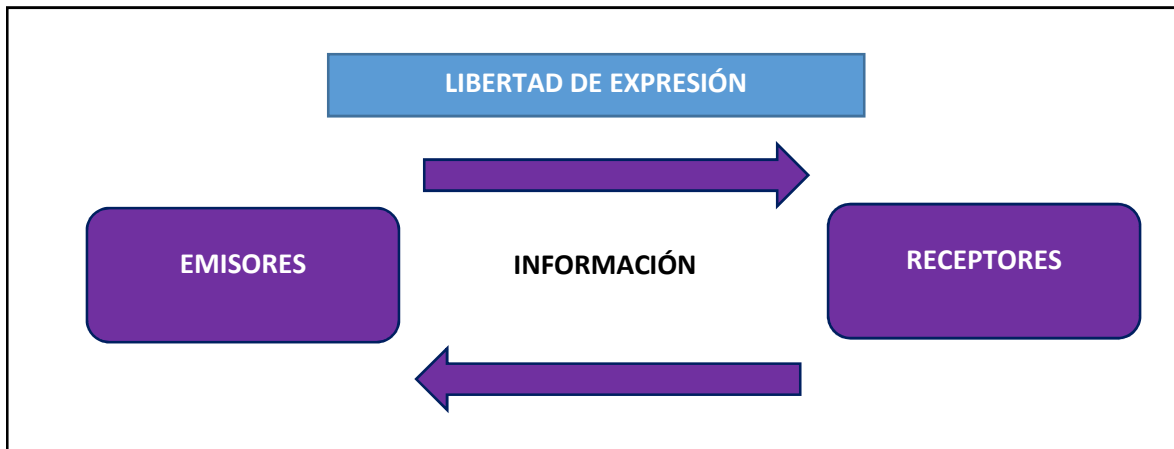 LIBERTAD DE EXPRESIÓN
EMISORES
INFORMACIÓN
RECEPTORES